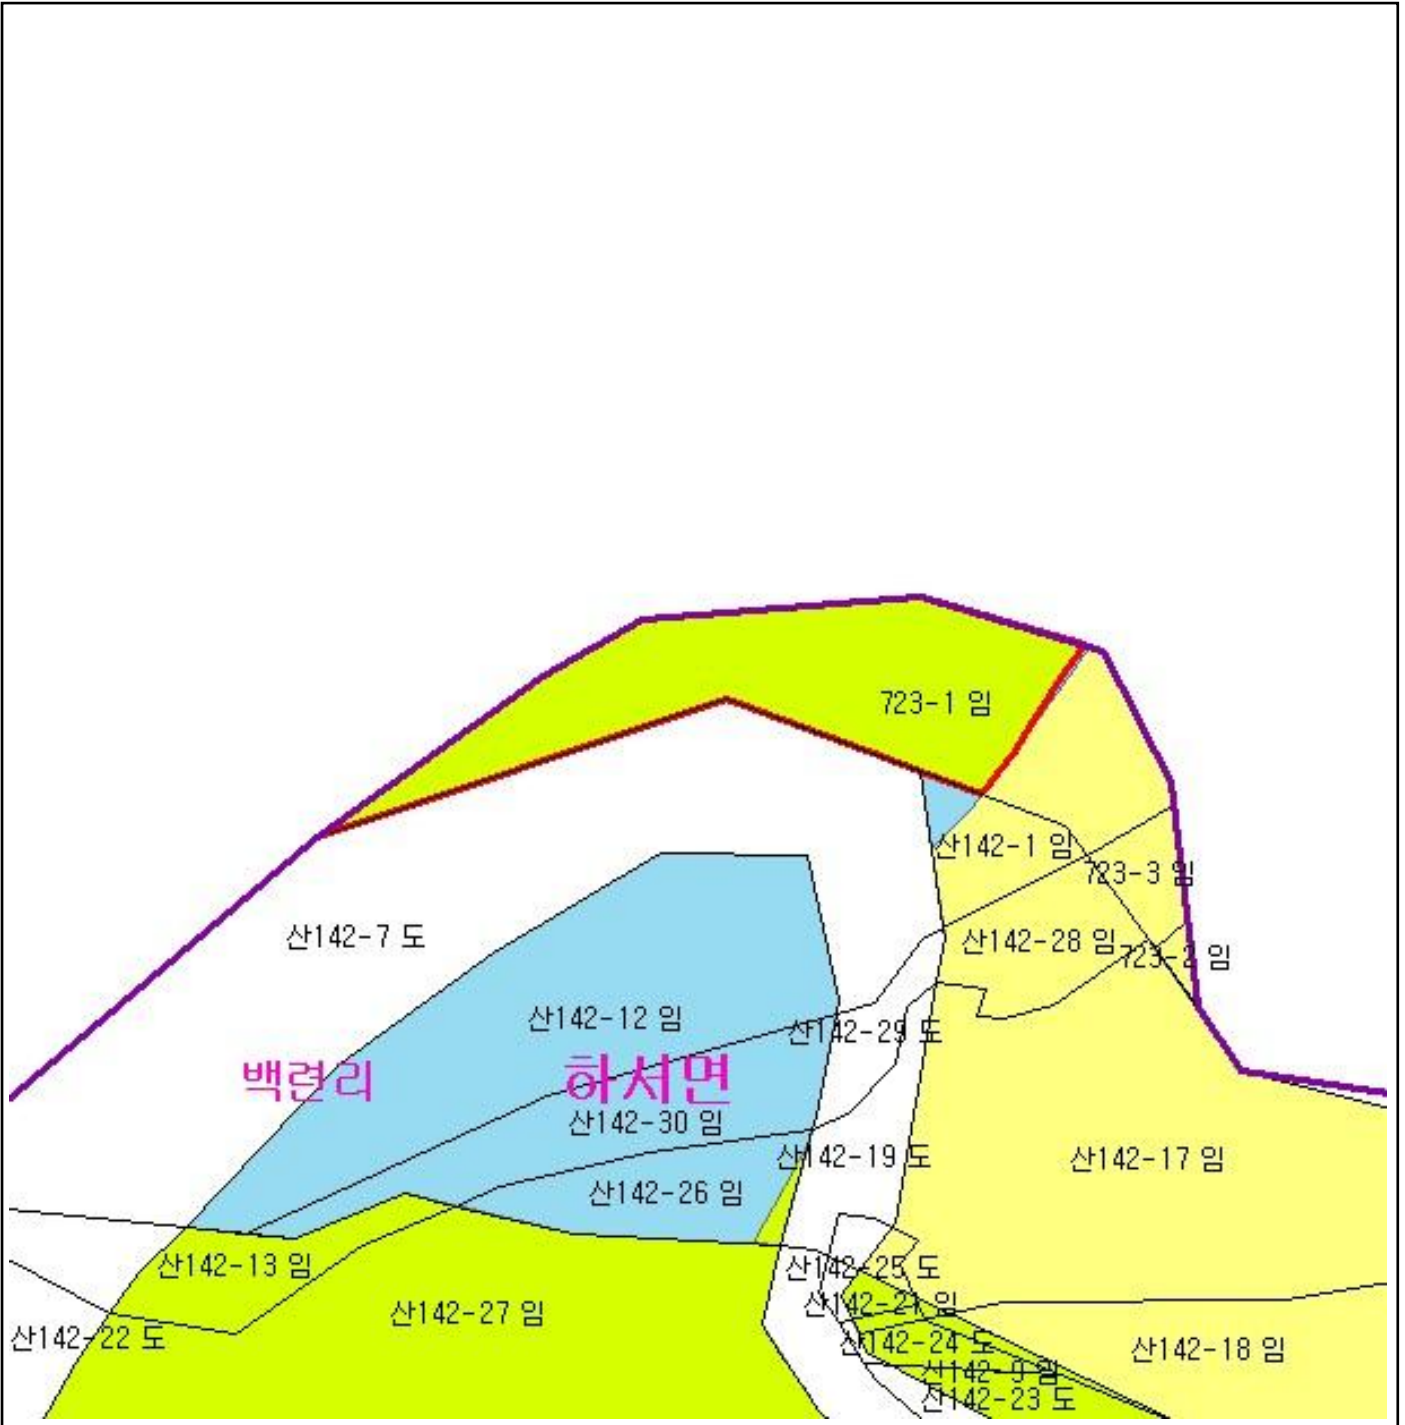 723-1 임
산142-1 임
723-3 임
산142-7 도
산142-28 임
723-2 임
산142-12 임
산142-29 도
백련리
하서면
산142-30 임
산142-19 도
산142-17 임
산142-26 임
산142-13 임
산142-25 도
산142-27 임
산142-21 임
산142-22 도
산142-24 도
산142-18 임
산142-9 임
산142-23 도